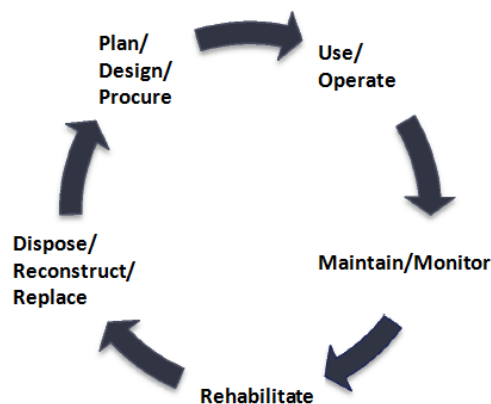 Plan/
Design/
Procure
Use/
Operate
Maintain/Monitor
Rehabilitate
Dispose/
Reconstruct/
Replace